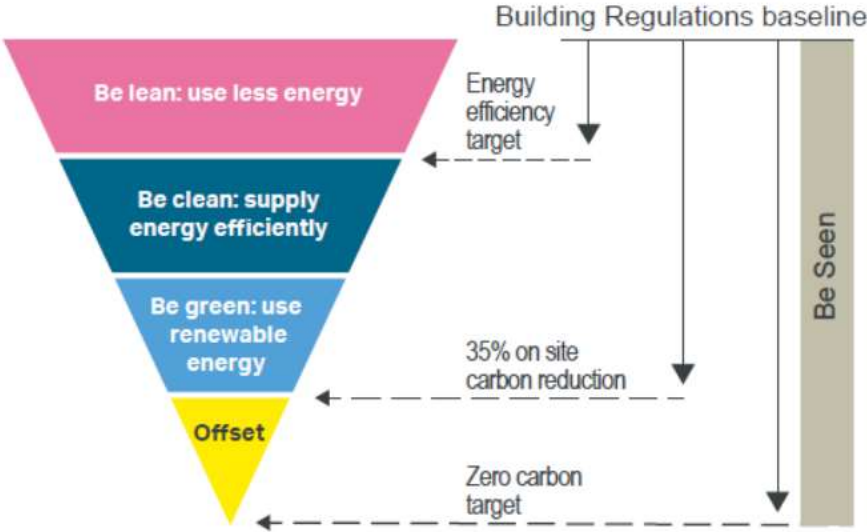 Building Regulations baseline
Be lean: use less energy
Energy
efficiency
target
Be clean: supply
energy efficiently
Be green: use
renewable
energy
35% on site
carbon reduction
Offset
Zero carbon
target
Be Seen